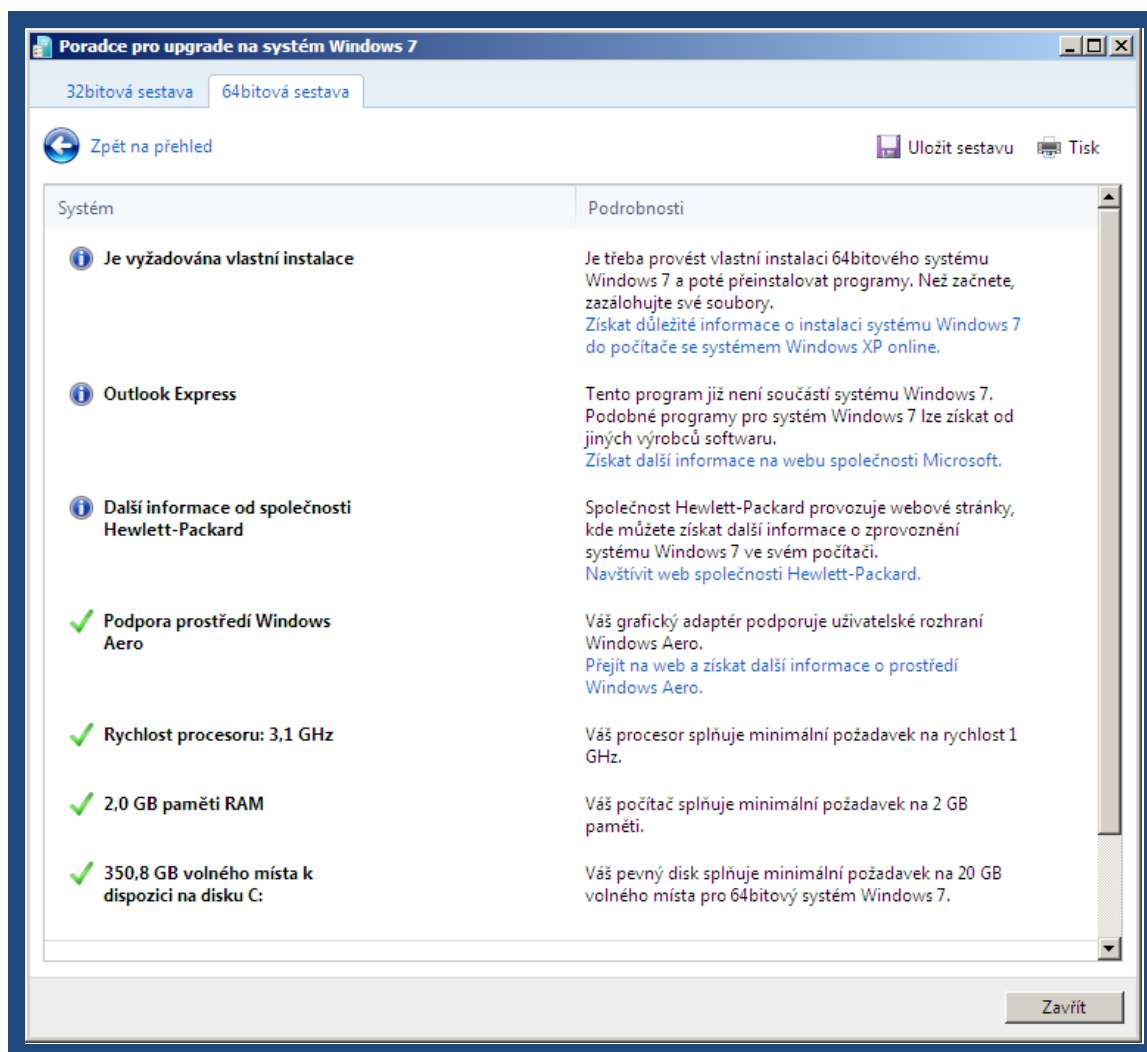 Poradce pro upgrade na systém Windows 7
32bitová sestava
64bitová sestava
Zpět na přehled
Uložit sestavu
Tisk
Systém
Podrobnosti
Je vyžadována vlastní instalace
Je třeba provést vlastní instalaci 64bitového systému
Windows 7 a poté přeinstalovat programy. Než začnete,
zazálohujte své soubory.
Získat důležité informace o instalaci systému Windows 7
do počítače se systémem Windows XP online.
Outlook Express
Tento program již není součástí systému Windows 7.
Podobné programy pro systém Windows 7 lze získat od
jiných výrobců softwaru.
Získat další informace na webu společnosti Microsoft.
Další informace od společnosti
Hewlett-Packard
Společnost Hewlett-Packard provozuje webové stránky,
kde můžete získat další informace o zprovoznění
systému Windows 7 ve svém počítači.
Navštívit web společnosti Hewlett-Packard.
Podpora prostředí Windows
Aero
Váš grafický adaptér podporuje uživatelské rozhraní
Windows Aero.
Přejít na web a získat další informace o prostředí
Windows Aero.
Rychlost procesoru: 3,1 GHz
Váš procesor splňuje minimální požadavek na rychlost 1
GHz.
2,0 GB paměti RAM
Váš počítač splňuje minimální požadavek na 2 GB
paměti.
350,8 GB volného místa k
dispozici na disku C:
Váš pevný disk splňuje minimální požadavek na 20 GB
volného místa pro 64bitový systém Windows 7.
Zavřít